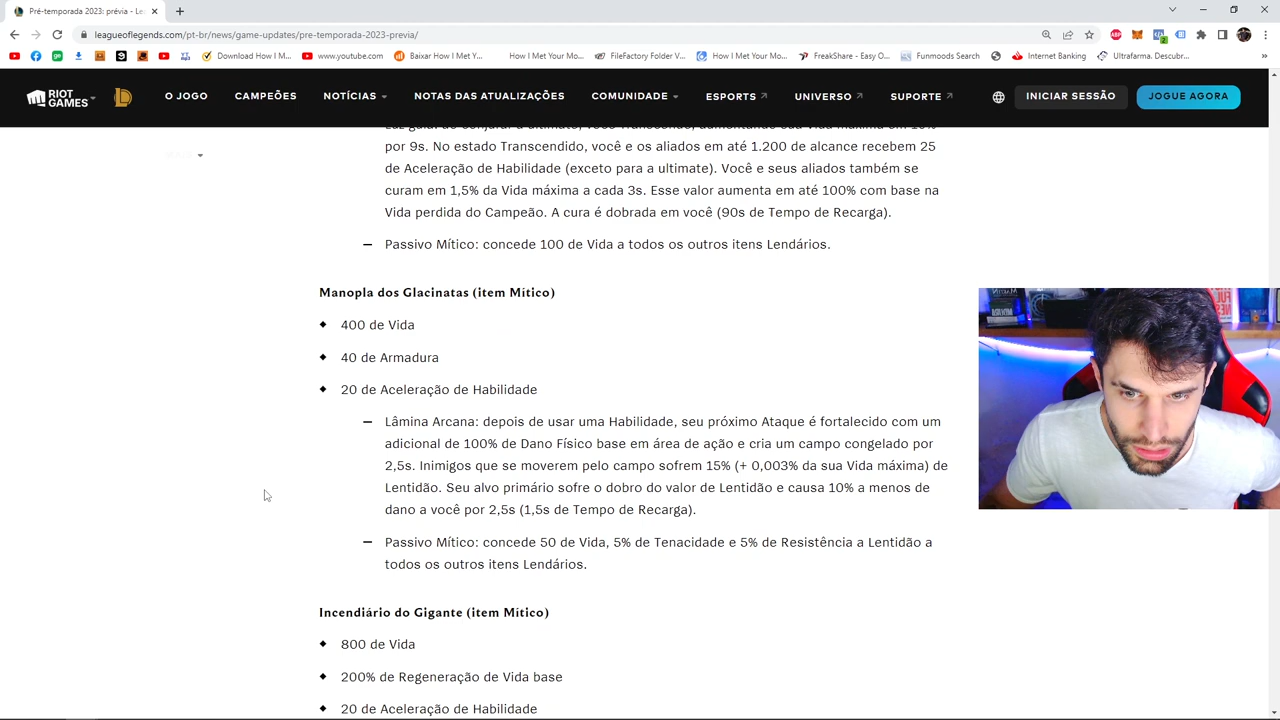 Pré-temporada 2023: prévia - Le
leagueoflegends.com/pt-br/news/game-updates/pre-temporada-2023-previa/
Download How I M... www.youtube.com Baixar How I Met Y... How I Met Your Mo... FileFactory Folder V... How I Met Your Mo... FreakShare - Easy O... Funmoods Search Internet Banking Ultrafarma. Descubr...
RIOT GAMES O JOGO CAMPEÕES NOTÍCIAS NOTAS DAS ATUALIZAÇÕES COMUNIDADE ESPORTS UNIVERSO SUPORTE INICIAR SESSÃO JOGUE AGORA
por 9s. No estado Transcendido, você e os aliados em até 1.200 de alcance recebem 25
de Aceleração de Habilidade (exceto para a ultimate). Você e seus aliados também se
curam em 1,5% da Vida máxima a cada 3s. Esse valor aumenta em até 100% com base na
Vida perdida do Campeão. A cura é dobrada em você (90s de Tempo de Recarga).
— Passivo Mítico: concede 100 de Vida a todos os outros itens Lendários.
Manopla dos Glacinatas (item Mítico)
400 de Vida
40 de Armadura
20 de Aceleração de Habilidade
— Lâmina Arcana: depois de usar uma Habilidade, seu próximo Ataque é fortalecido com um
adicional de 100% de Dano Físico base em área de ação e cria um campo congelado por
2,5s. Inimigos que se moverem pelo campo sofrem 15% (+ 0,003% da sua Vida máxima) de
Lentidão. Seu alvo primário sofre o dobro do valor de Lentidão e causa 10% a menos de
dano a você por 2,5s (1,5s de Tempo de Recarga).
— Passivo Mítico: concede 50 de Vida, 5% de Tenacidade e 5% de Resistência a Lentidão a
todos os outros itens Lendários.
Incendiário do Gigante (item Mítico)
800 de Vida
200% de Regeneração de Vida base
20 de Aceleração de Habilidade